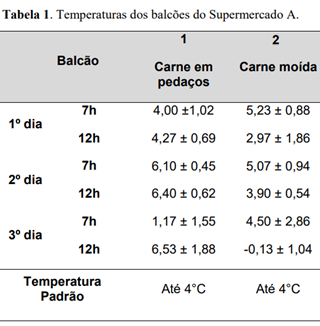 Tabela 1. Temperaturas dos balcões do Supermercado A.
Balcão 1 2
Carne em pedaços Carne moída
1º dia 7h 4,00 ±1,02 5,23 ± 0,88
12h 4,27 ± 0,69 2,97 ± 1,86
2º dia 7h 6,10 ± 0,45 5,07 ± 0,94
12h 6,40 ± 0,62 3,90 ± 0,54
3º dia 7h 1,17 ± 1,55 4,50 ± 2,86
12h 6,53 ± 1,88 -0,13 ± 1,04
Temperatura Padrão Até 4°C Até 4°C